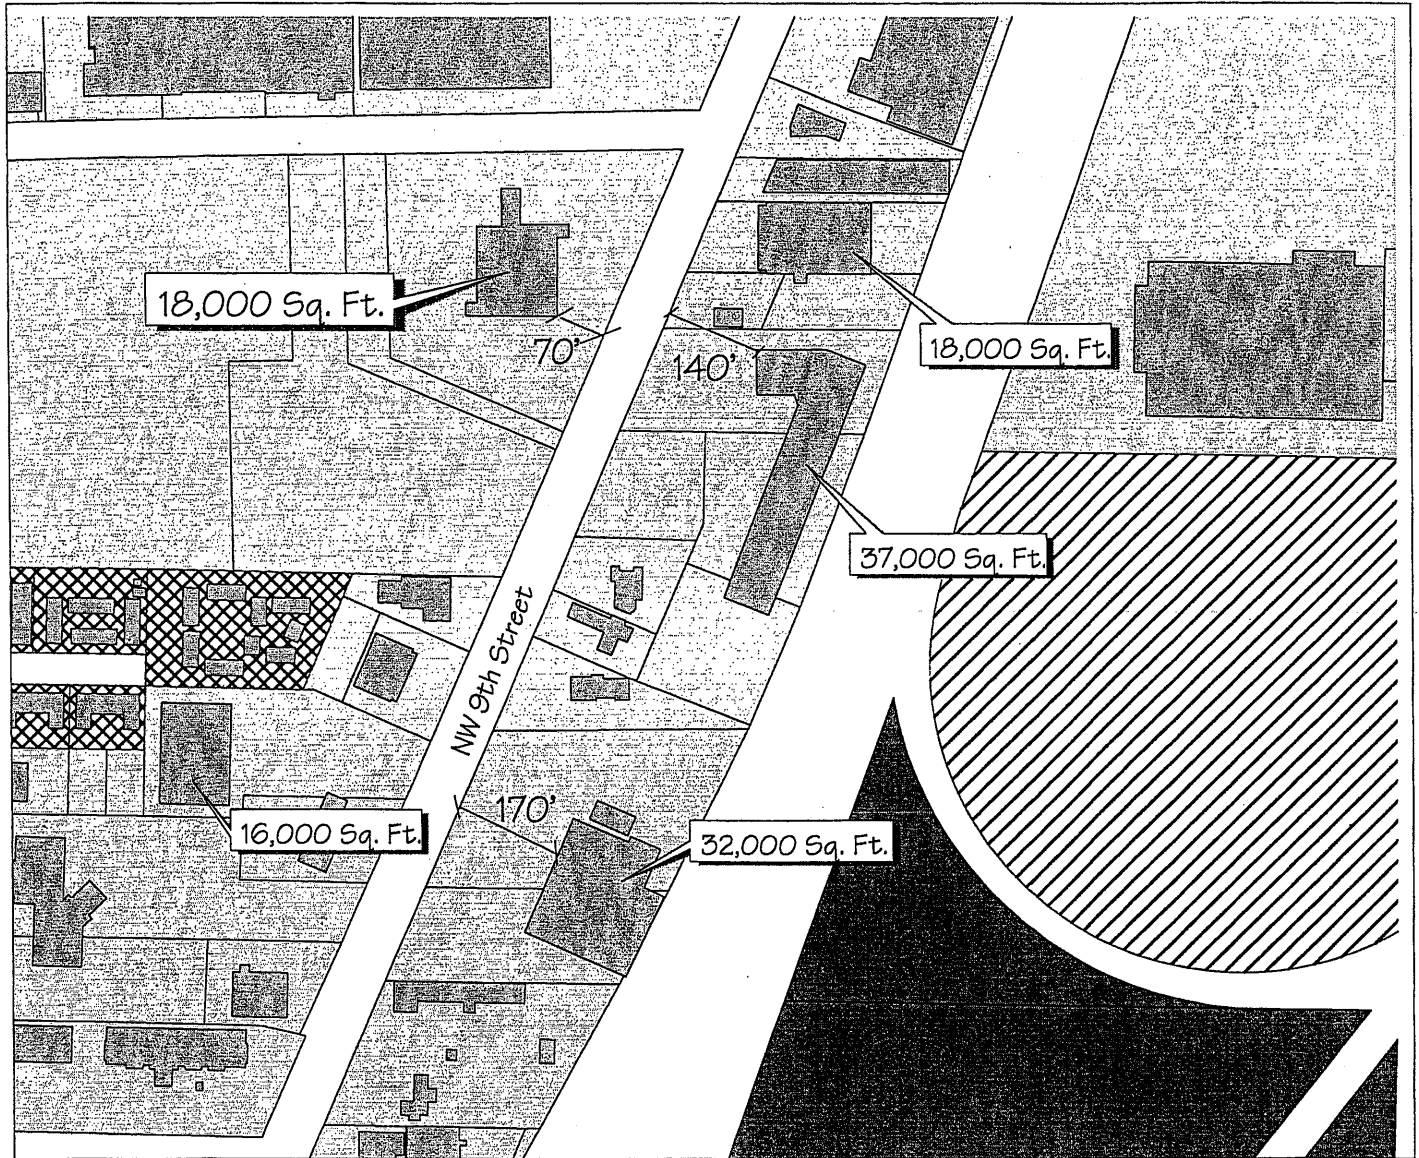 18,000 Sq. Ft.
70'
140'
18,000 Sq. Ft.
37,000 Sq. Ft.
NW 9th Street
170'
16,000 Sq. Ft.
32,000 Sq. Ft.